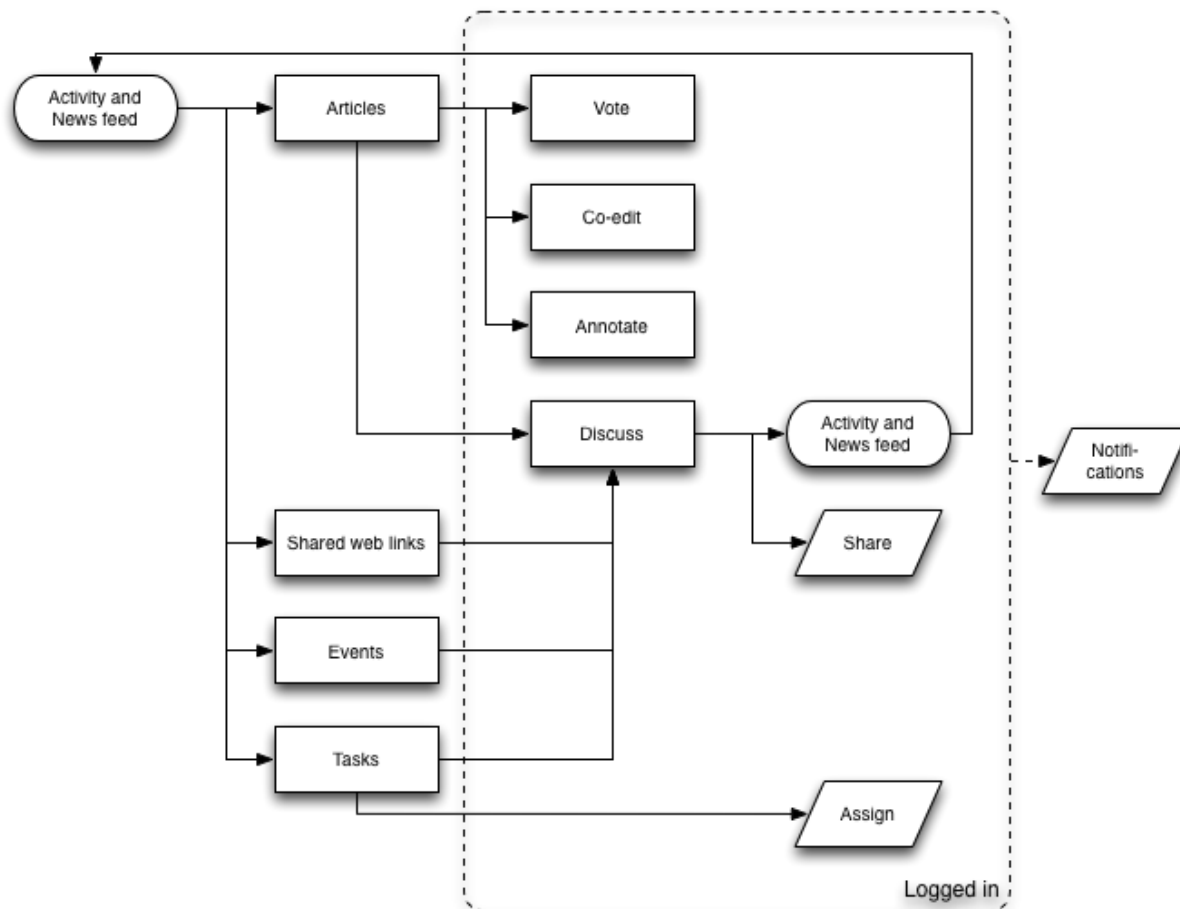 Activity and
News feed
Articles
Vote
Co-edit
Annotate
Discuss
Activity and
News feed
Notifi-
cations
Shared web links
Share
Events
Tasks
Assign
Logged in